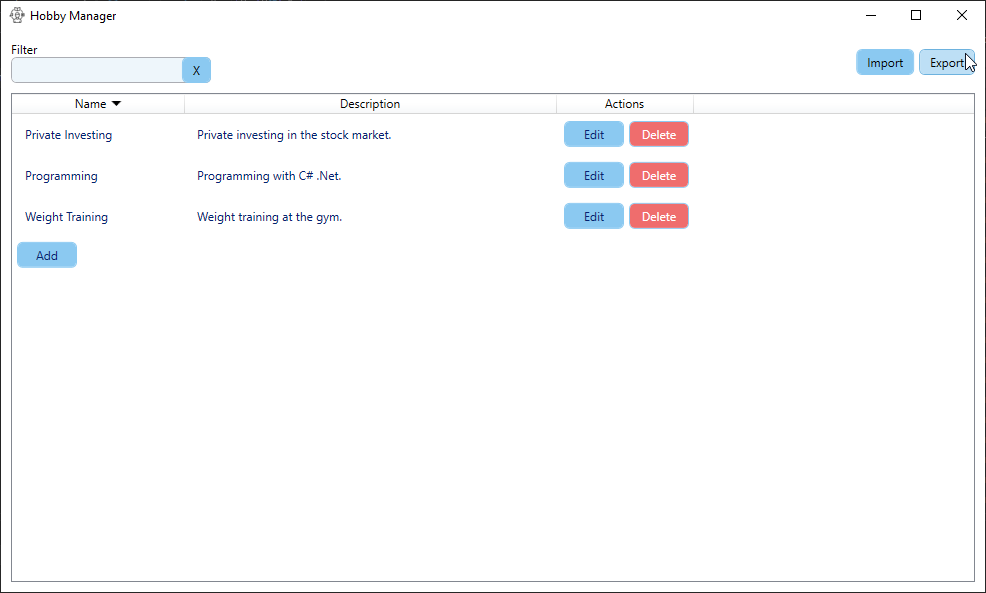 Hobby Manager
Filter
X
Import Export
Name Description Actions
Private Investing Private investing in the stock market. Edit Delete
Programming Programming with C# .Net. Edit Delete
Weight Training Weight training at the gym. Edit Delete
Add